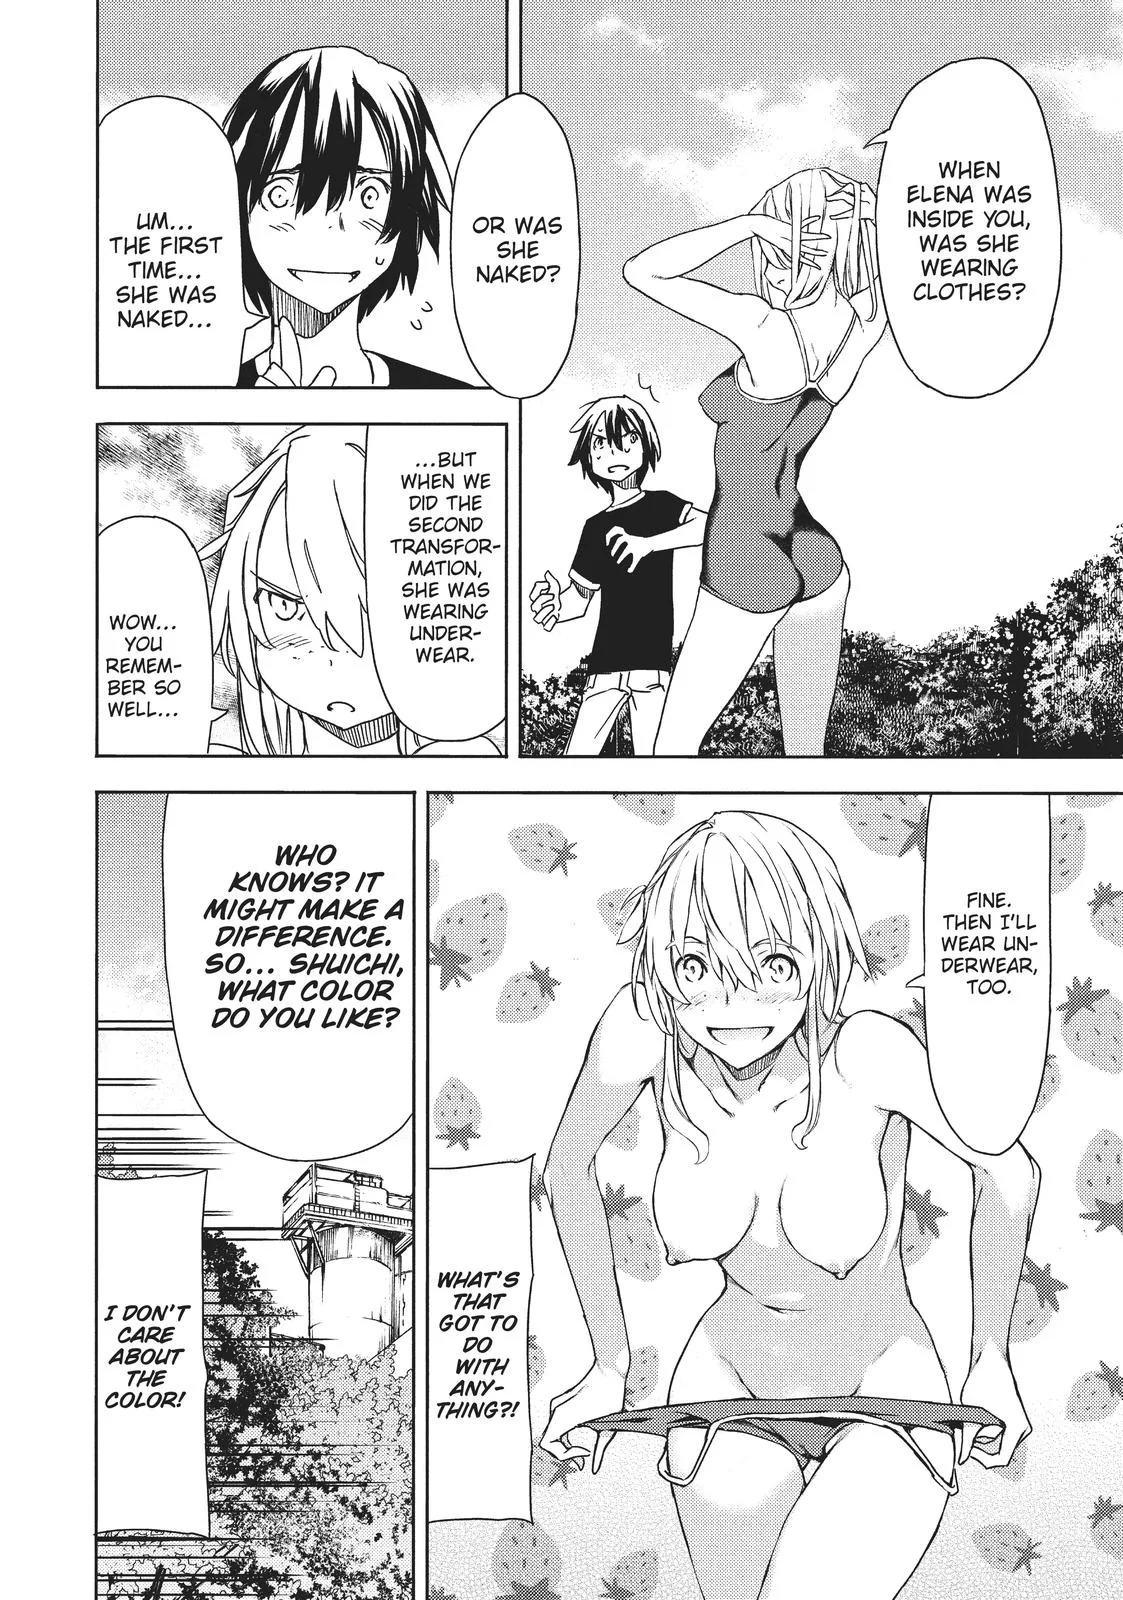 WHEN
ELENA WAS
INSIDE YOU,
WAS SHE
WEARING
CLOTHES?
OR WAS
SHE
NAKED?
UM...
THE FIRST
TIME...
SHE WAS
NAKED...
...BUT
WHEN WE
DID THE
SECOND
TRANSFOR-
MATION,
SHE WAS
WEARING
UNDER-
WEAR.
WOW...
YOU
REMEM-
BER SO
WELL...
FINE.
THEN I'LL
WEAR UN-
DERWEAR,
TOO.
WHAT'S
THAT
GOT TO
DO
WITH
ANY-
THING?!
WHO
KNOWS? IT
MIGHT MAKE A
DIFFERENCE.
SO... SHUICHI,
WHAT COLOR
DO YOU LIKE?
I DON'T
CARE
ABOUT
THE
COLOR!